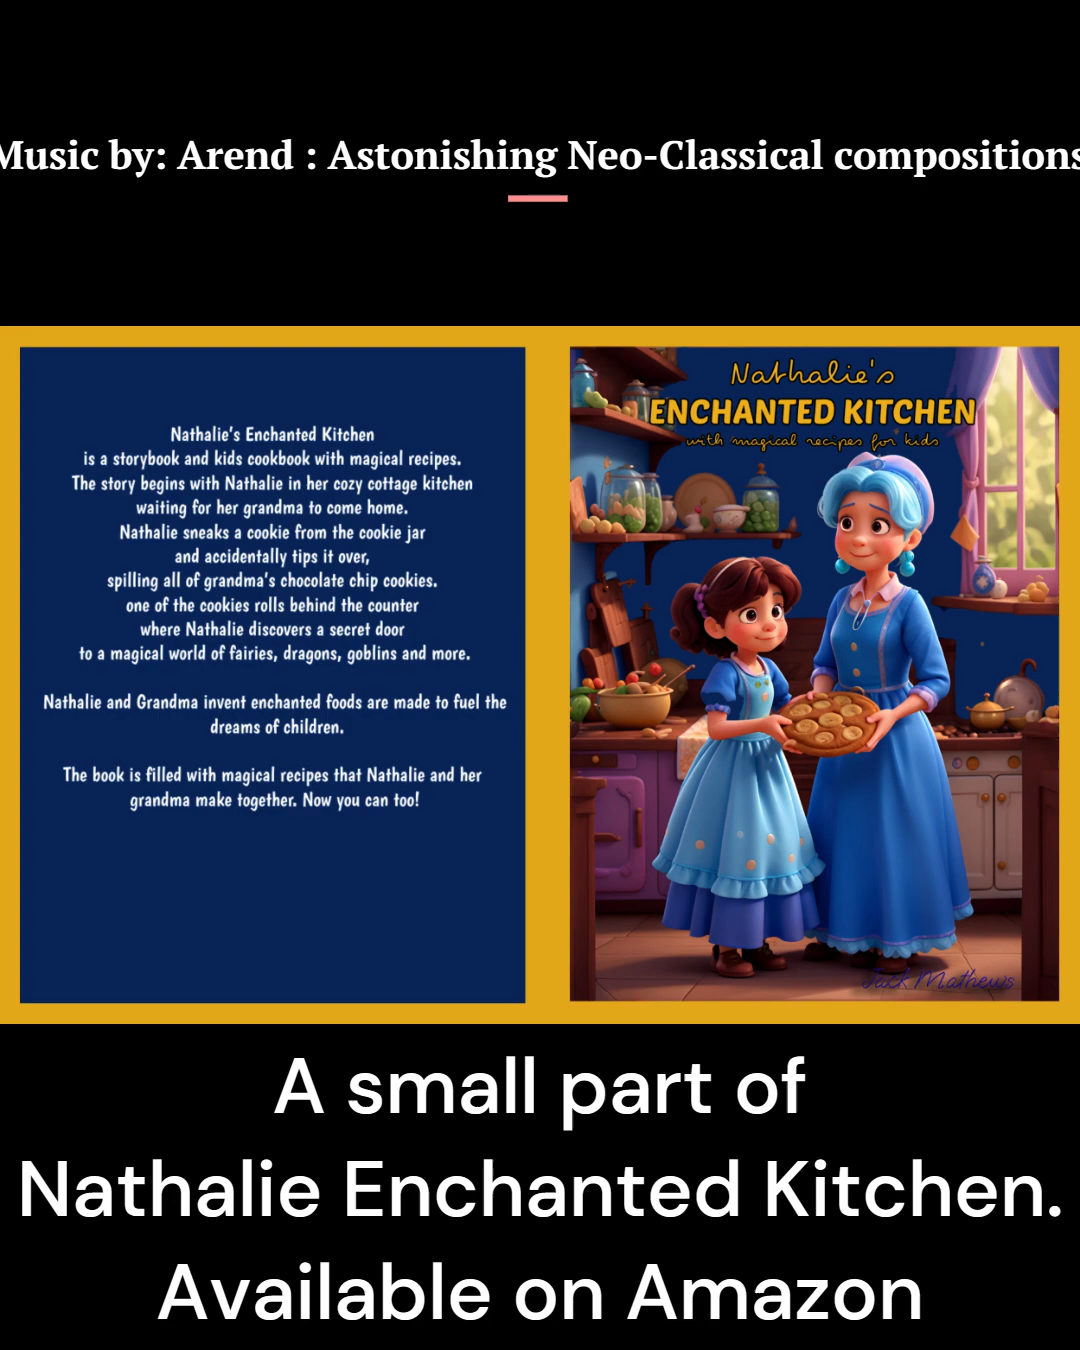 Music by: Arend : Astonishing Neo-Classical compositions
Nathalie's Enchanted Kitchen
is a storybook and kids cookbook with magical recipes.
The story begins with Nathalie in her cozy cottage kitchen
waiting for her grandma to come home.
Nathalie sneaks a cookie from the cookie jar
and accidentally tips it over,
spilling all of grandma's chocolate chip cookies.
one of the cookies rolls behind the counter
where Nathalie discovers a secret door
to a magical world of fairies, dragons, goblins and more.
Nathalie and Grandma invent enchanted foods are made to fuel the
dreams of children.
The book is filled with magical recipes that Nathalie and her
grandma make together. Now you can too!
Nathalie's
ENCHANTED KITCHEN
with magical recipes for kids
Jack Mathews
A small part of
Nathalie Enchanted Kitchen.
Available on Amazon